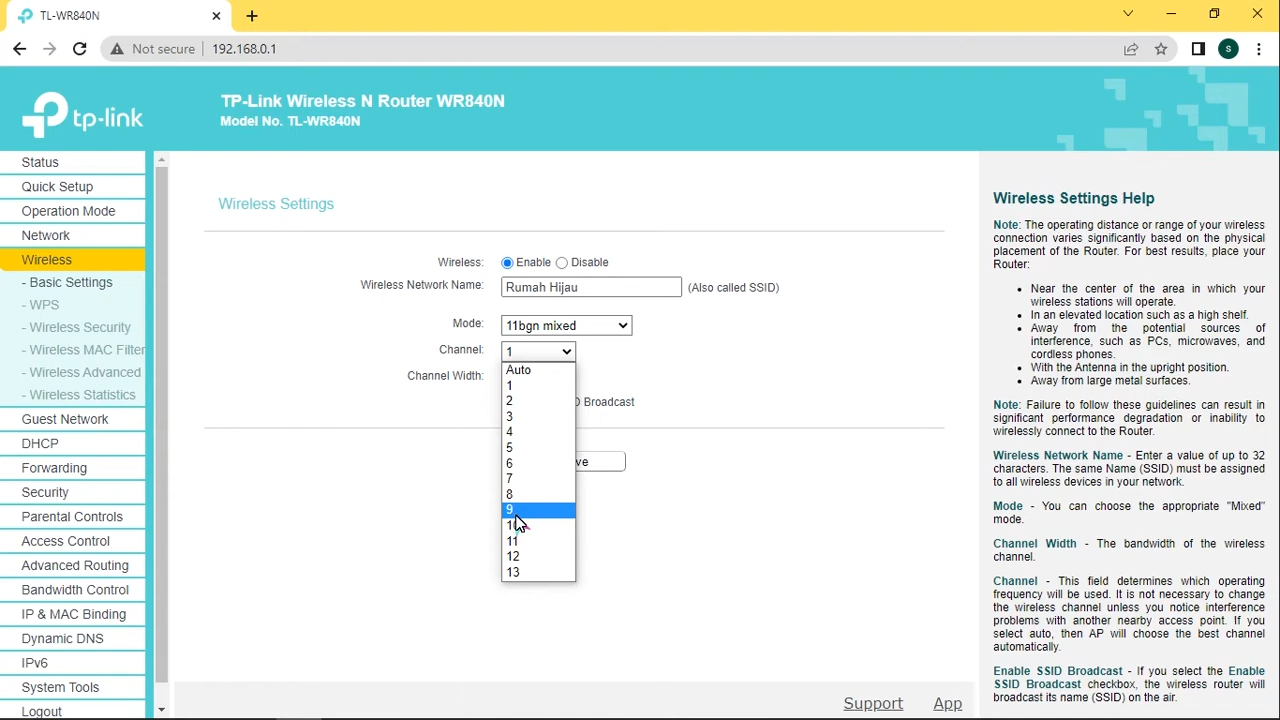 TL-WR840N
Not secure
192.168.0.1
S
tp-link
TP-Link Wireless N Router WR840N
Model No. TL-WR840N
Status
Quick Setup
Operation Mode
Network
Wireless
- Basic Settings
- WPS
- Wireless Security
- Wireless MAC Filter
- Wireless Advanced
- Wireless Statistics
Guest Network
DHCP
Forwarding
Security
Parental Controls
Access Control
Advanced Routing
Bandwidth Control
IP & MAC Binding
Dynamic DNS
IPv6
System Tools
Logout
Wireless Settings
Wireless: Enable Disable
Wireless Network Name: Rumah Hijau (Also called SSID)
Mode: 11bgn mixed
Channel: 1
Channel Width:
D Broadcast
ve
Auto
1
2
3
4
5
6
7
8
9
10
11
12
13
Support App
Wireless Settings Help
Note: The operating distance or range of your wireless
connection varies significantly based on the physical
placement of the Router. For best results, place your
Router:
• Near the center of the area in which your
wireless stations will operate.
• In an elevated location such as a high shelf.
• Away from the potential sources of
interference, such as PCs, microwaves, and
cordless phones.
• With the Antenna in the upright position.
• Away from large metal surfaces.
Note: Failure to follow these guidelines can result in
significant performance degradation or inability to
wirelessly connect to the Router.
Wireless Network Name - Enter a value of up to 32
characters. The same Name (SSID) must be assigned
to all wireless devices in your network.
Mode - You can choose the appropriate "Mixed"
mode.
Channel Width - The bandwidth of the wireless
channel.
Channel - This field determines which operating
frequency will be used. It is not necessary to change
the wireless channel unless you notice interference
problems with another nearby access point. If you
select auto, then AP will choose the best channel
automatically.
Enable SSID Broadcast - If you select the Enable
SSID Broadcast checkbox, the wireless router will
broadcast its name (SSID) on the air.